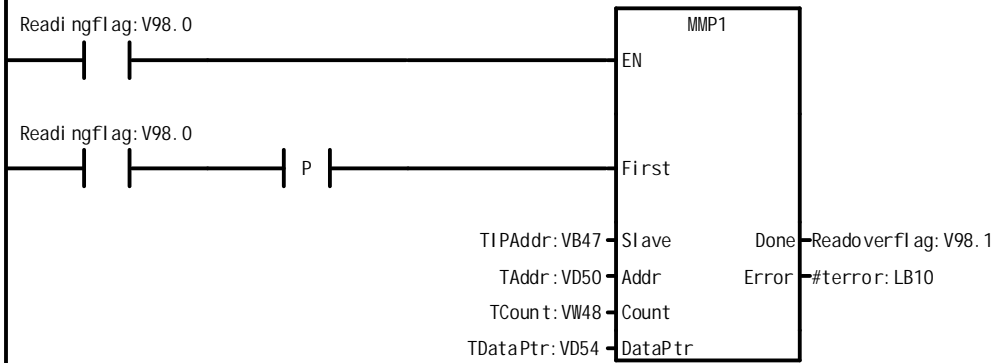 Readingflag:V98.0
MMP1
EN
Readingflag:V98.0
P
First
TIPAddr:VB47 Slave Done Readoverflag:V98.1
TAddr:VD50 Addr Error #terror:LB10
TCount:VW48 Count
TDataPtr:VD54 DataPtr